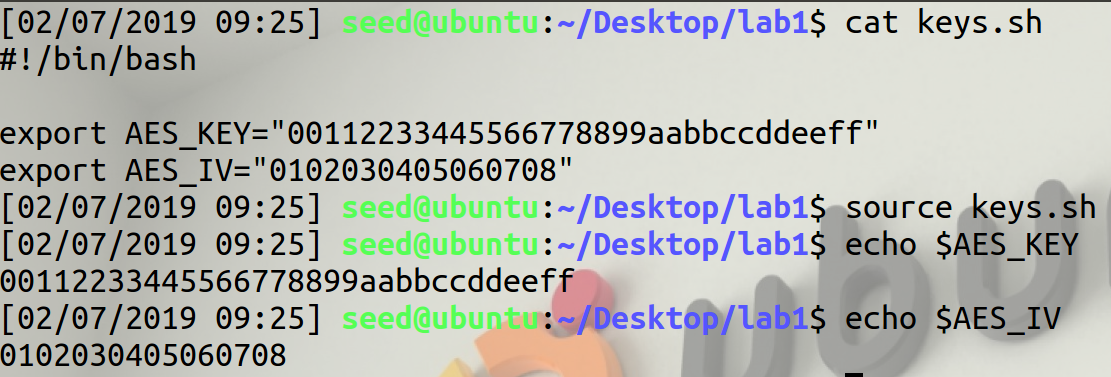 [02/07/2019 09:25] seed@ubuntu:~/Desktop/lab1$ cat keys.sh
#!/bin/bash
export AES_KEY="00112233445566778899aabbccddeeff"
export AES_IV="0102030405060708"
[02/07/2019 09:25] seed@ubuntu:~/Desktop/lab1$ source keys.sh
[02/07/2019 09:25] seed@ubuntu:~/Desktop/lab1$ echo $AES_KEY
00112233445566778899aabbccddeeff
[02/07/2019 09:25] seed@ubuntu:~/Desktop/lab1$ echo $AES_IV
0102030405060708
ubu